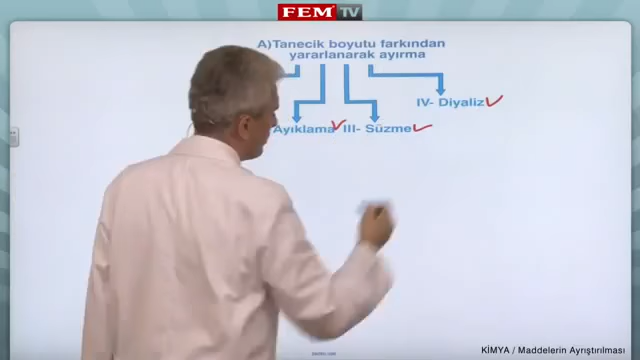 FEM TV
A)Tanecik boyutu farkından
yararlanarak ayırma
IV- Diyaliz
Ayıklama III- Süzme
KİMYA / Maddelerin Ayrıştırılması